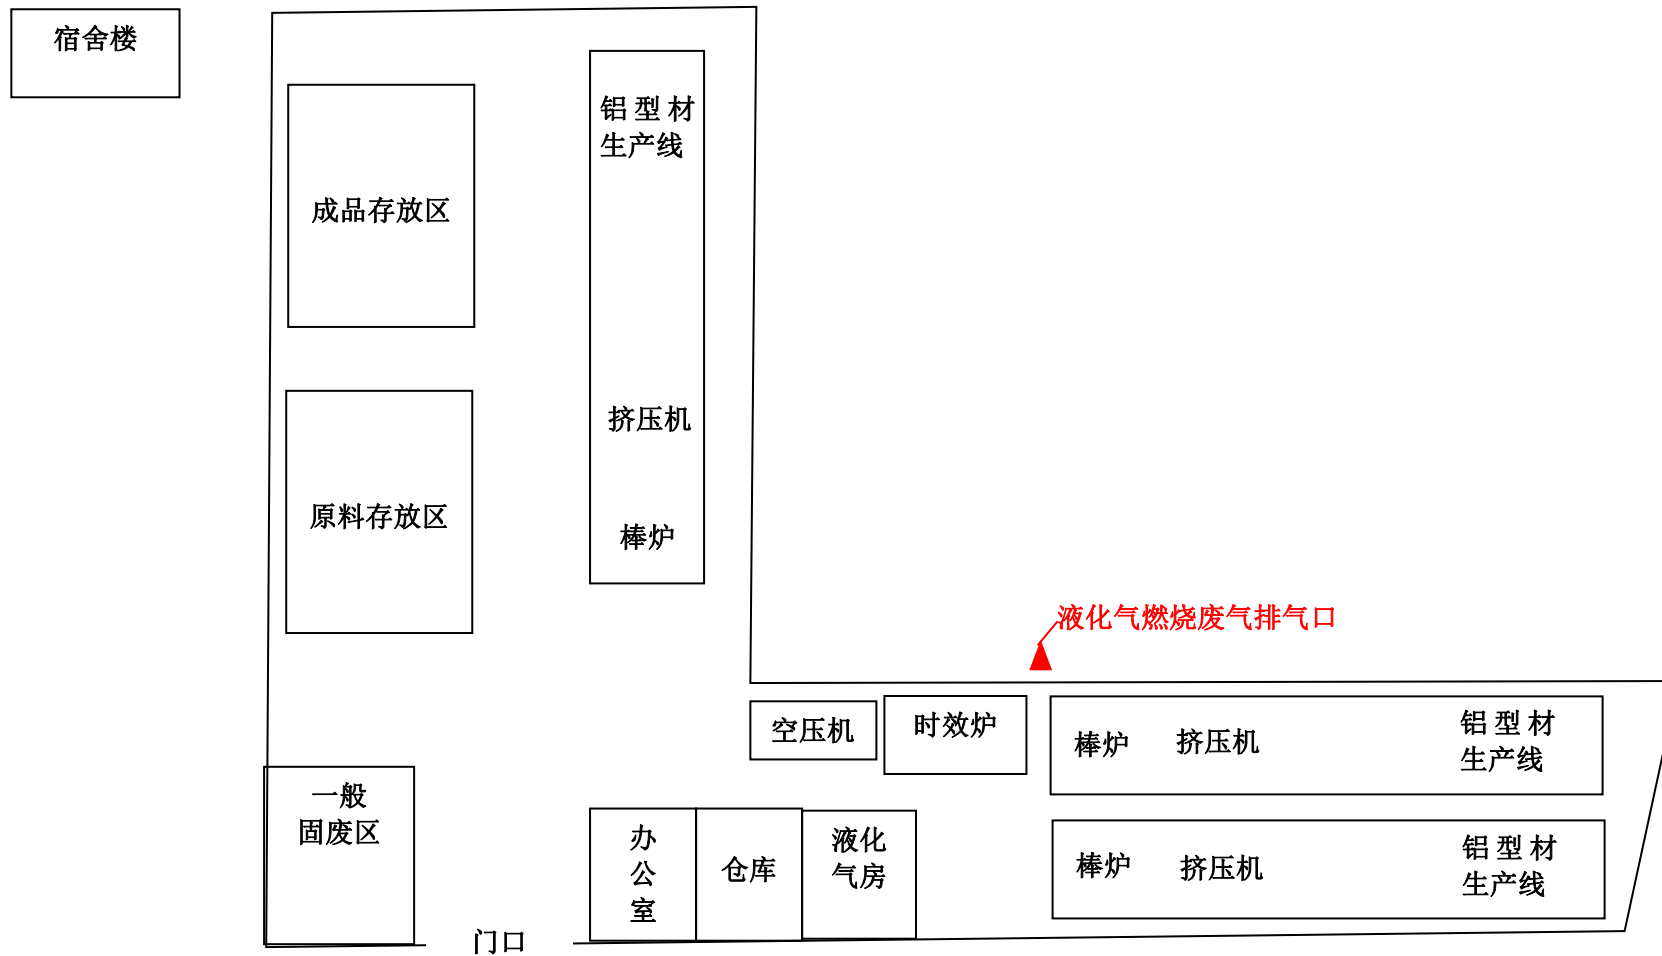 宿舍楼
铝型材
生产线
成品存放区
挤压机
原料存放区
棒炉
液化气燃烧废气排气口
空压机
时效炉
棒炉
挤压机
铝型材
生产线
一般
固废区
办
公
室
仓库
液化
气房
棒炉
挤压机
铝型材
生产线
门口